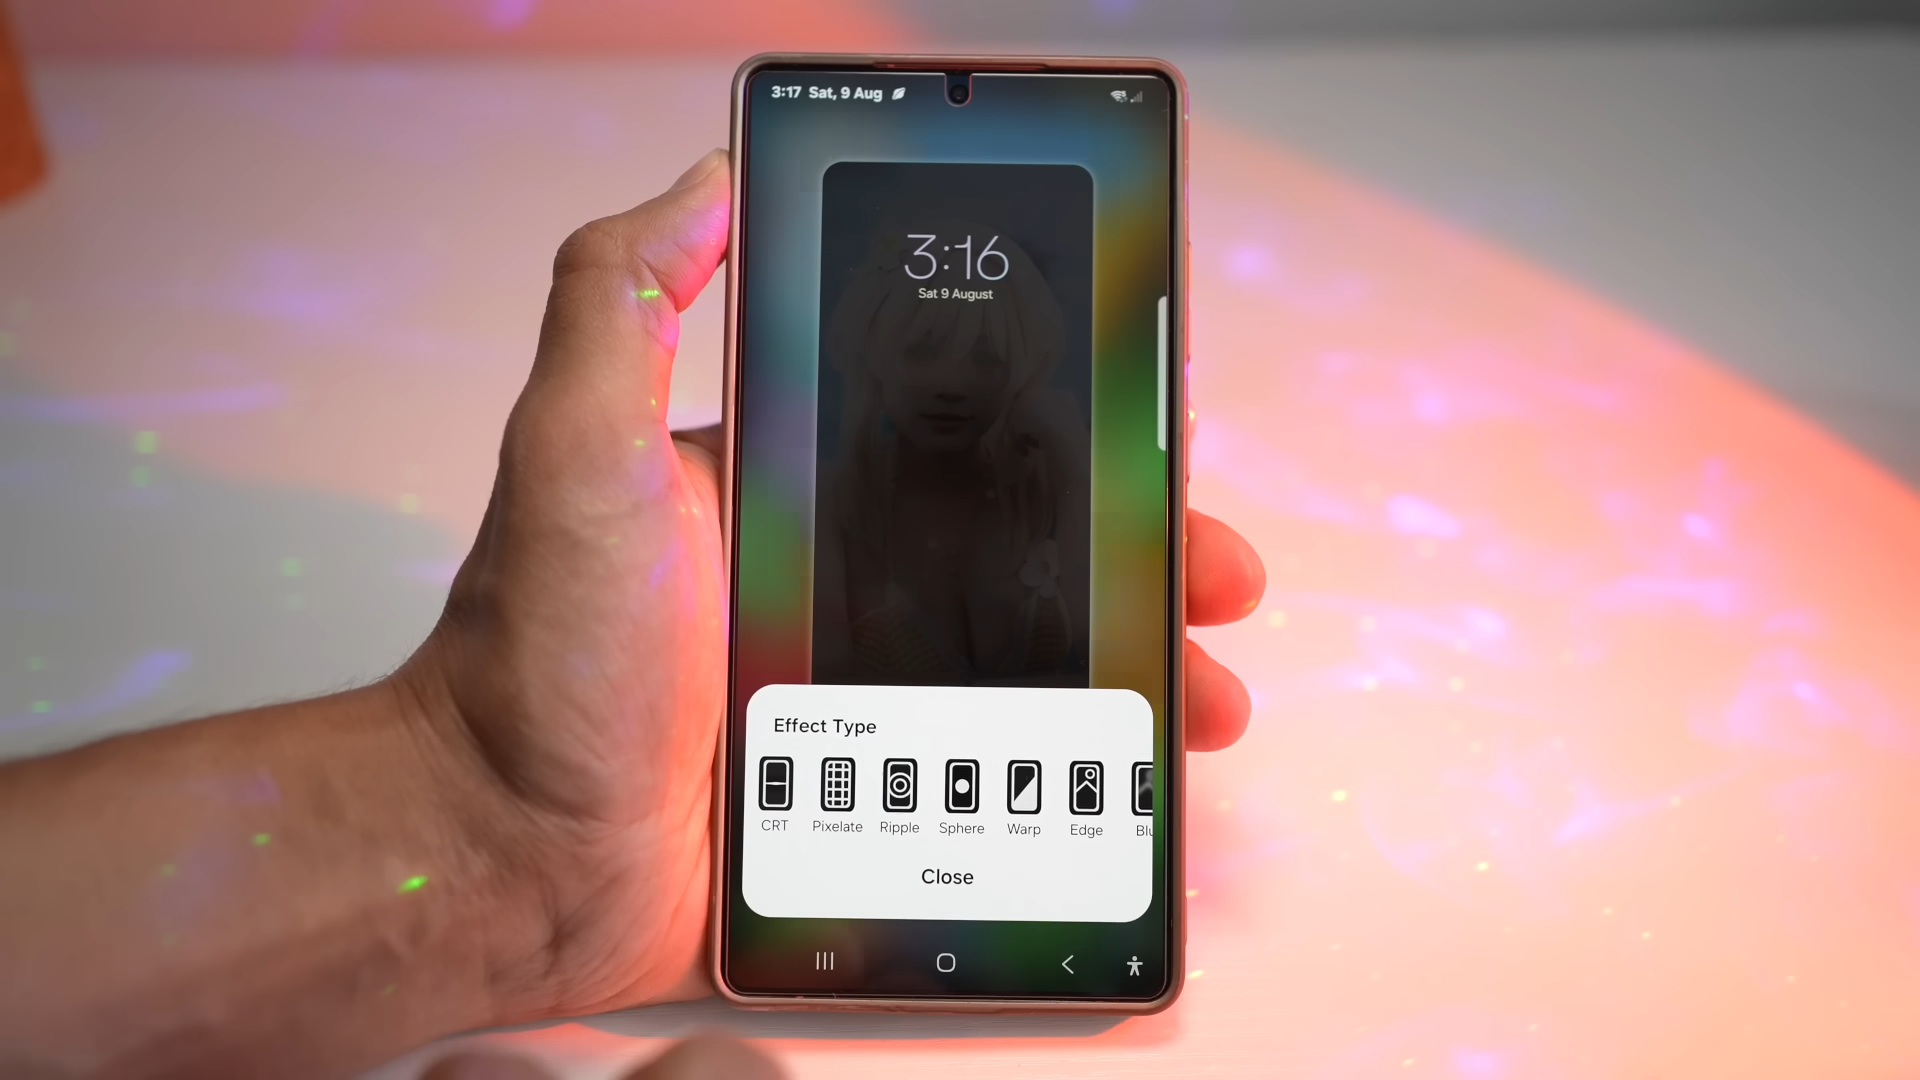 3:17 Sat, 9 Aug
3:16
Sat 9 August
Effect Type
CRT Pixelate Ripple Sphere Warp Edge
Close